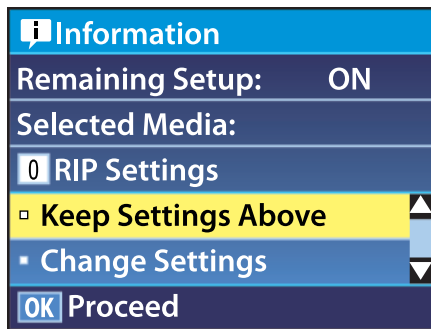 Information
Remaining Setup: ON
Selected Media:
0 RIP Settings
Keep Settings Above
Change Settings
OK Proceed